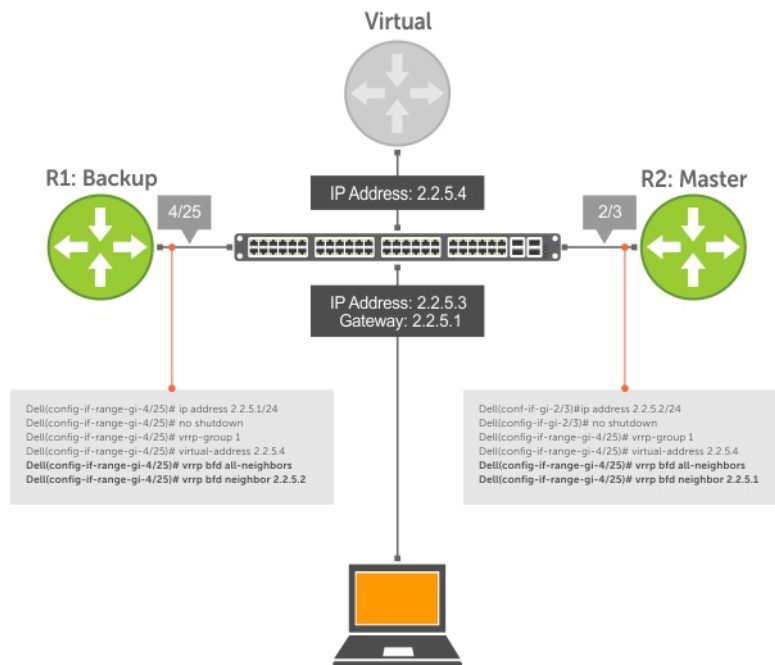 Virtual
R1: Backup
R2: Master
4/25
IP Address: 2.2.5.4
2/3
IP Address: 2.2.5.3
Gateway: 2.2.5.1
Dell(config-if-range-gi-4/25)# ip address 2.2.5.1/24
Dell(config-if-range-gi-4/25)# no shutdown
Dell(config-if-range-gi-4/25)# vrrp-group 1
Dell(config-if-range-gi-4/25)# virtual-address 2.2.5.4
Dell(config-if-range-gi-4/25)# vrrp bfd all-neighbors
Dell(config-if-range-gi-4/25)# vrrp bfd neighbor 2.2.5.2
Dell(conf-if-gi-2/3)#ip address 2.2.5.2/24
Dell(config-if-gi-2/3)# no shutdown
Dell(config-if-range-gi-4/25)# vrrp-group 1
Dell(config-if-range-gi-4/25)# virtual-address 2.2.5.4
Dell(config-if-range-gi-4/25)# vrrp bfd all-neighbors
Dell(config-if-range-gi-4/25)# vrrp bfd neighbor 2.2.5.1